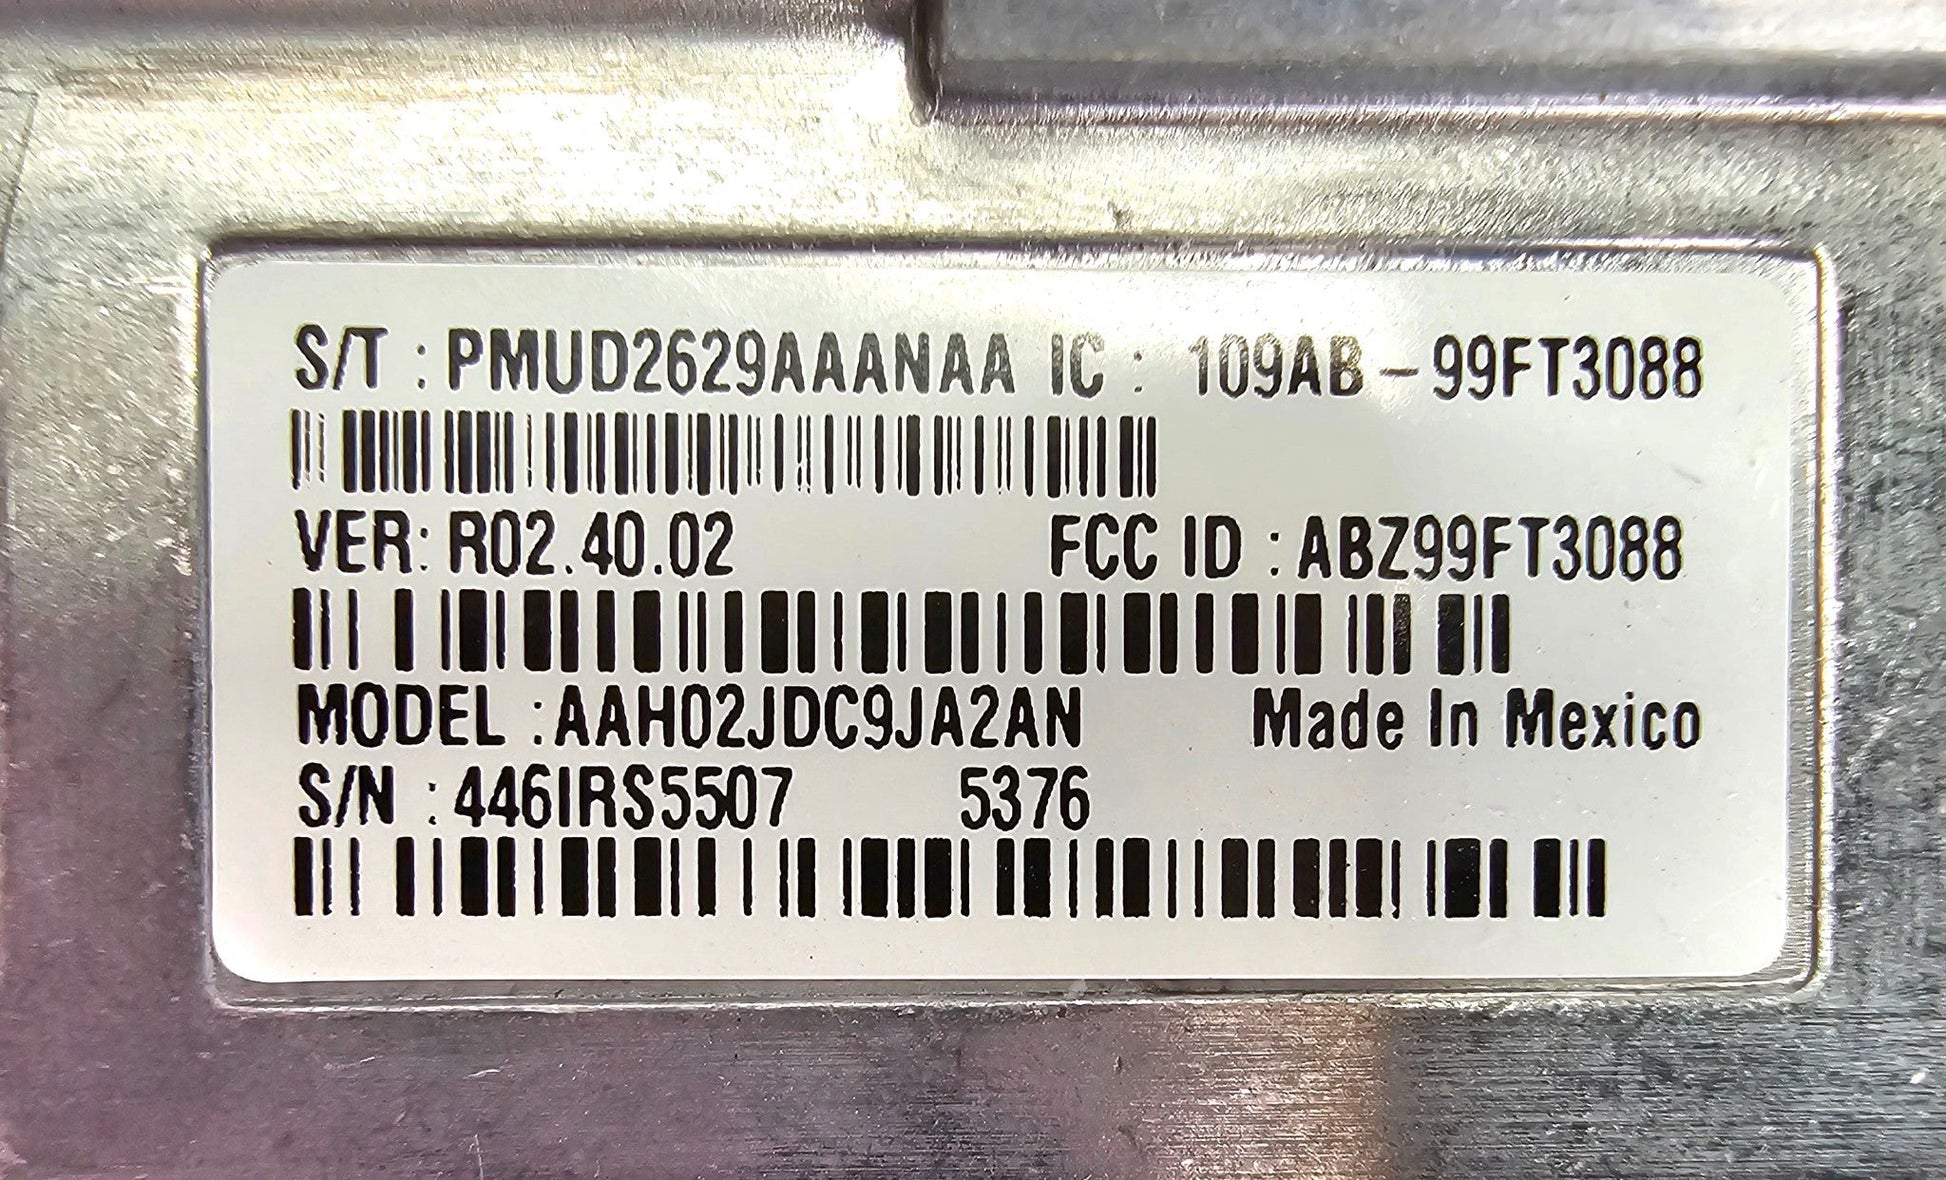 S/T : PMUD2629AAANAA IC : 109AB - 99FT3088
VER: R02.40.02 FCC ID : ABZ99FT3088
MODEL : AAH02JDC9JA2AN Made In Mexico
S/N : 446IRS5507 5376